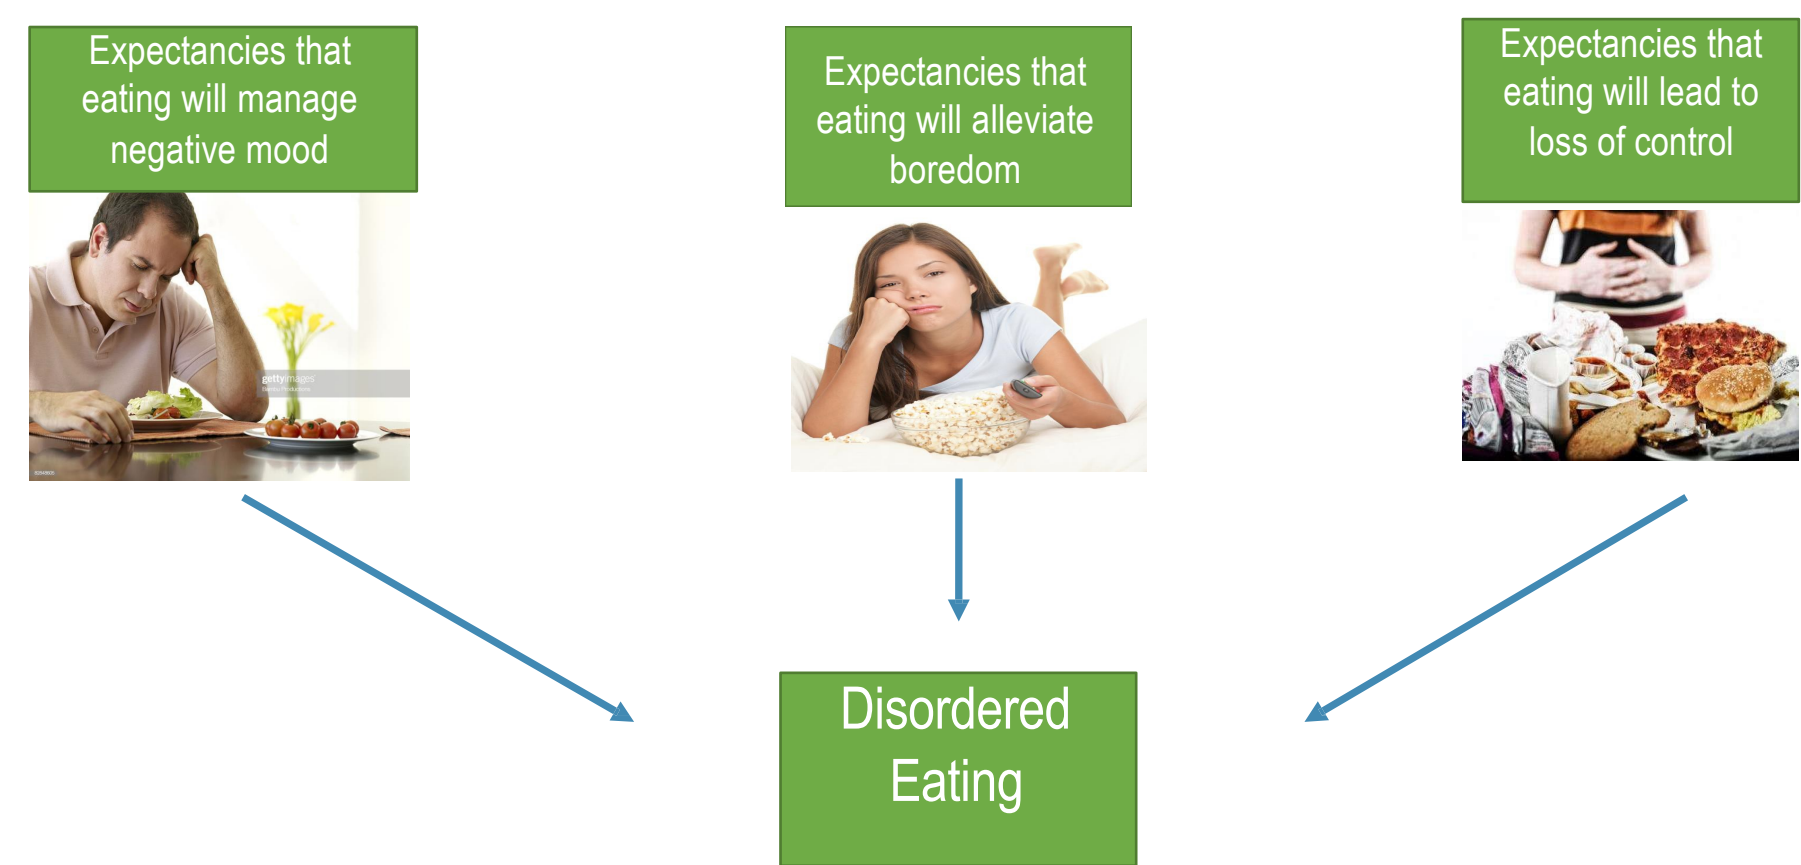 Expectancies that
eating will manage
negative mood
Expectancies that
eating will alleviate
boredom
Expectancies that
eating will lead to
loss of control
gettyimages
Disordered
Eating